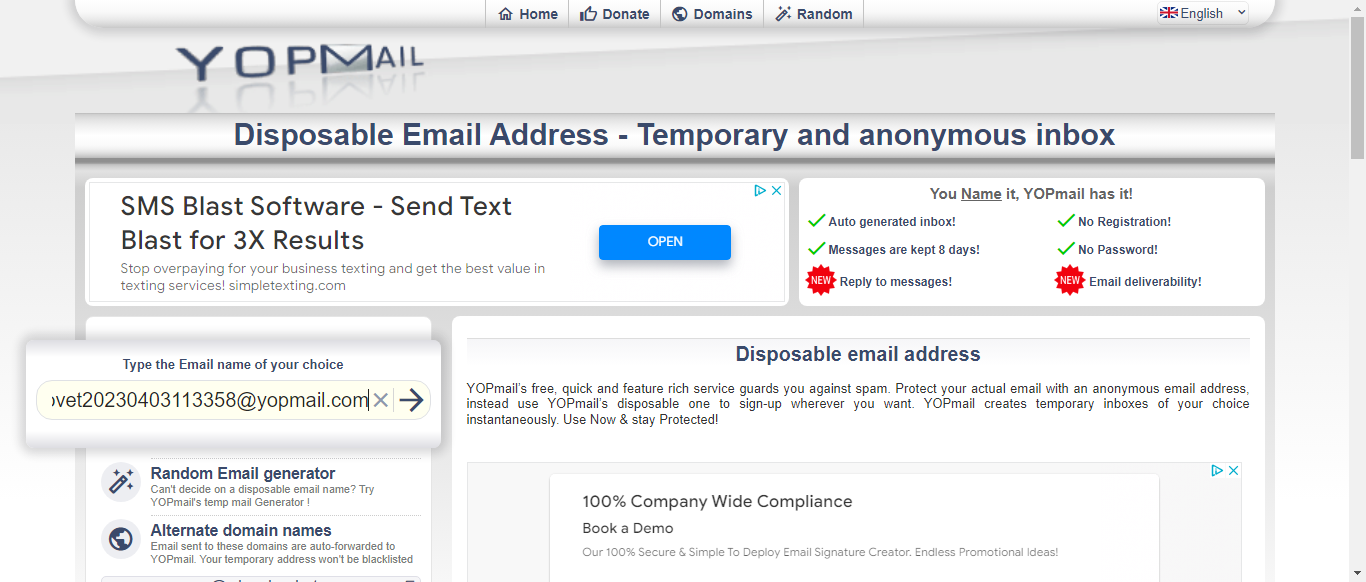 Home Donate Domains Random English
YOPMAIL
Disposable Email Address - Temporary and anonymous inbox
SMS Blast Software - Send Text
Blast for 3X Results
Stop overpaying for your business texting and get the best value in
texting services! simpletexting.com
OPEN
You Name it, YOPmail has it!
Auto generated inbox! No Registration!
Messages are kept 8 days! No Password!
NEW Reply to messages! NEW Email deliverability!
Type the Email name of your choice
vet20230403113358@yopmail.com
Random Email generator
Can't decide on a disposable email name? Try
YOPmail's temp mail Generator !
Alternate domain names
Email sent to these domains are auto-forwarded to
YOPmail. Your temporary address won't be blacklisted
Disposable email address
YOPmail's free, quick and feature rich service guards you against spam. Protect your actual email with an anonymous email address,
instead use YOPmail's disposable one to sign-up wherever you want. YOPmail creates temporary inboxes of your choice
instantaneously. Use Now & stay Protected!
100% Company Wide Compliance
Book a Demo
Our 100% Secure & Simple To Deploy Email Signature Creator. Endless Promotional Ideas!